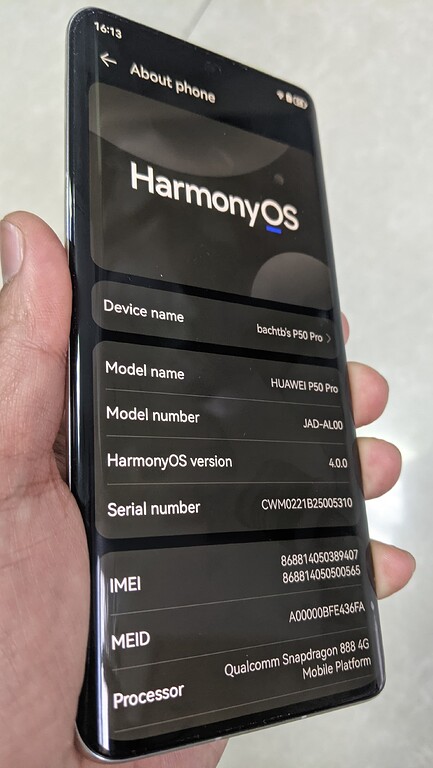 16:13
About phone
HarmonyOS
Device name
bachtb's P50 Pro
Model name
HUAWEI P50 Pro
Model number
JAD-AL00
HarmonyOS version
4.0.0
Serial number
CWM0221B25005310
IMEI
868814050389407
868814050500565
MEID
A00000BFE436FA
Processor
Qualcomm Snapdragon 888 4G
Mobile Platform